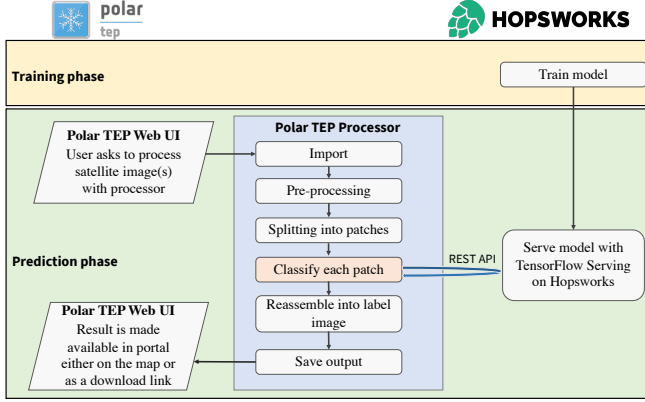 polar
tep
HOPSWORKS
Training phase
Train model
Polar TEP Web UI
User asks to process
satellite image(s)
with processor
Polar TEP Processor
Import
Pre-processing
Splitting into patches
Classify each patch
Reassemble into label
image
Save output
REST API
Serve model with
TensorFlow Serving
on Hopsworks
Prediction phase
Polar TEP Web UI
Result is made
available in portal
either on the map or
as a download link